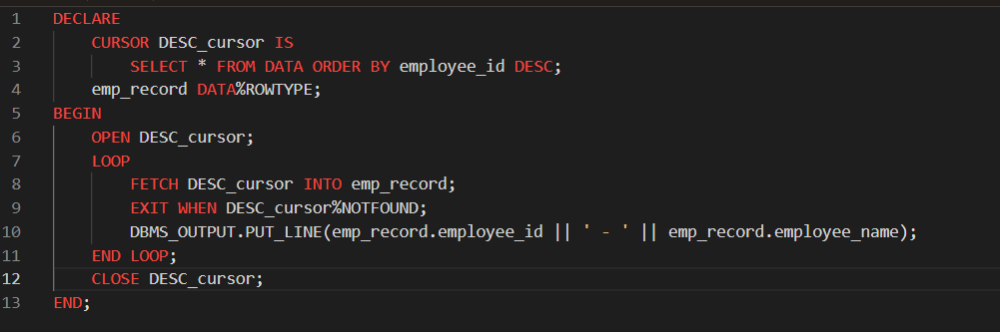 1 DECLARE
2 CURSOR DESC_cursor IS
3 SELECT * FROM DATA ORDER BY employee_id DESC;
4 emp_record DATA%ROWTYPE;
5 BEGIN
6 OPEN DESC_cursor;
7 LOOP
8 FETCH DESC_cursor INTO emp_record;
9 EXIT WHEN DESC_cursor%NOTFOUND;
10 DBMS_OUTPUT.PUT_LINE(emp_record.employee_id || ' - ' || emp_record.employee_name);
11 END LOOP;
12 CLOSE DESC_cursor;
13 END;